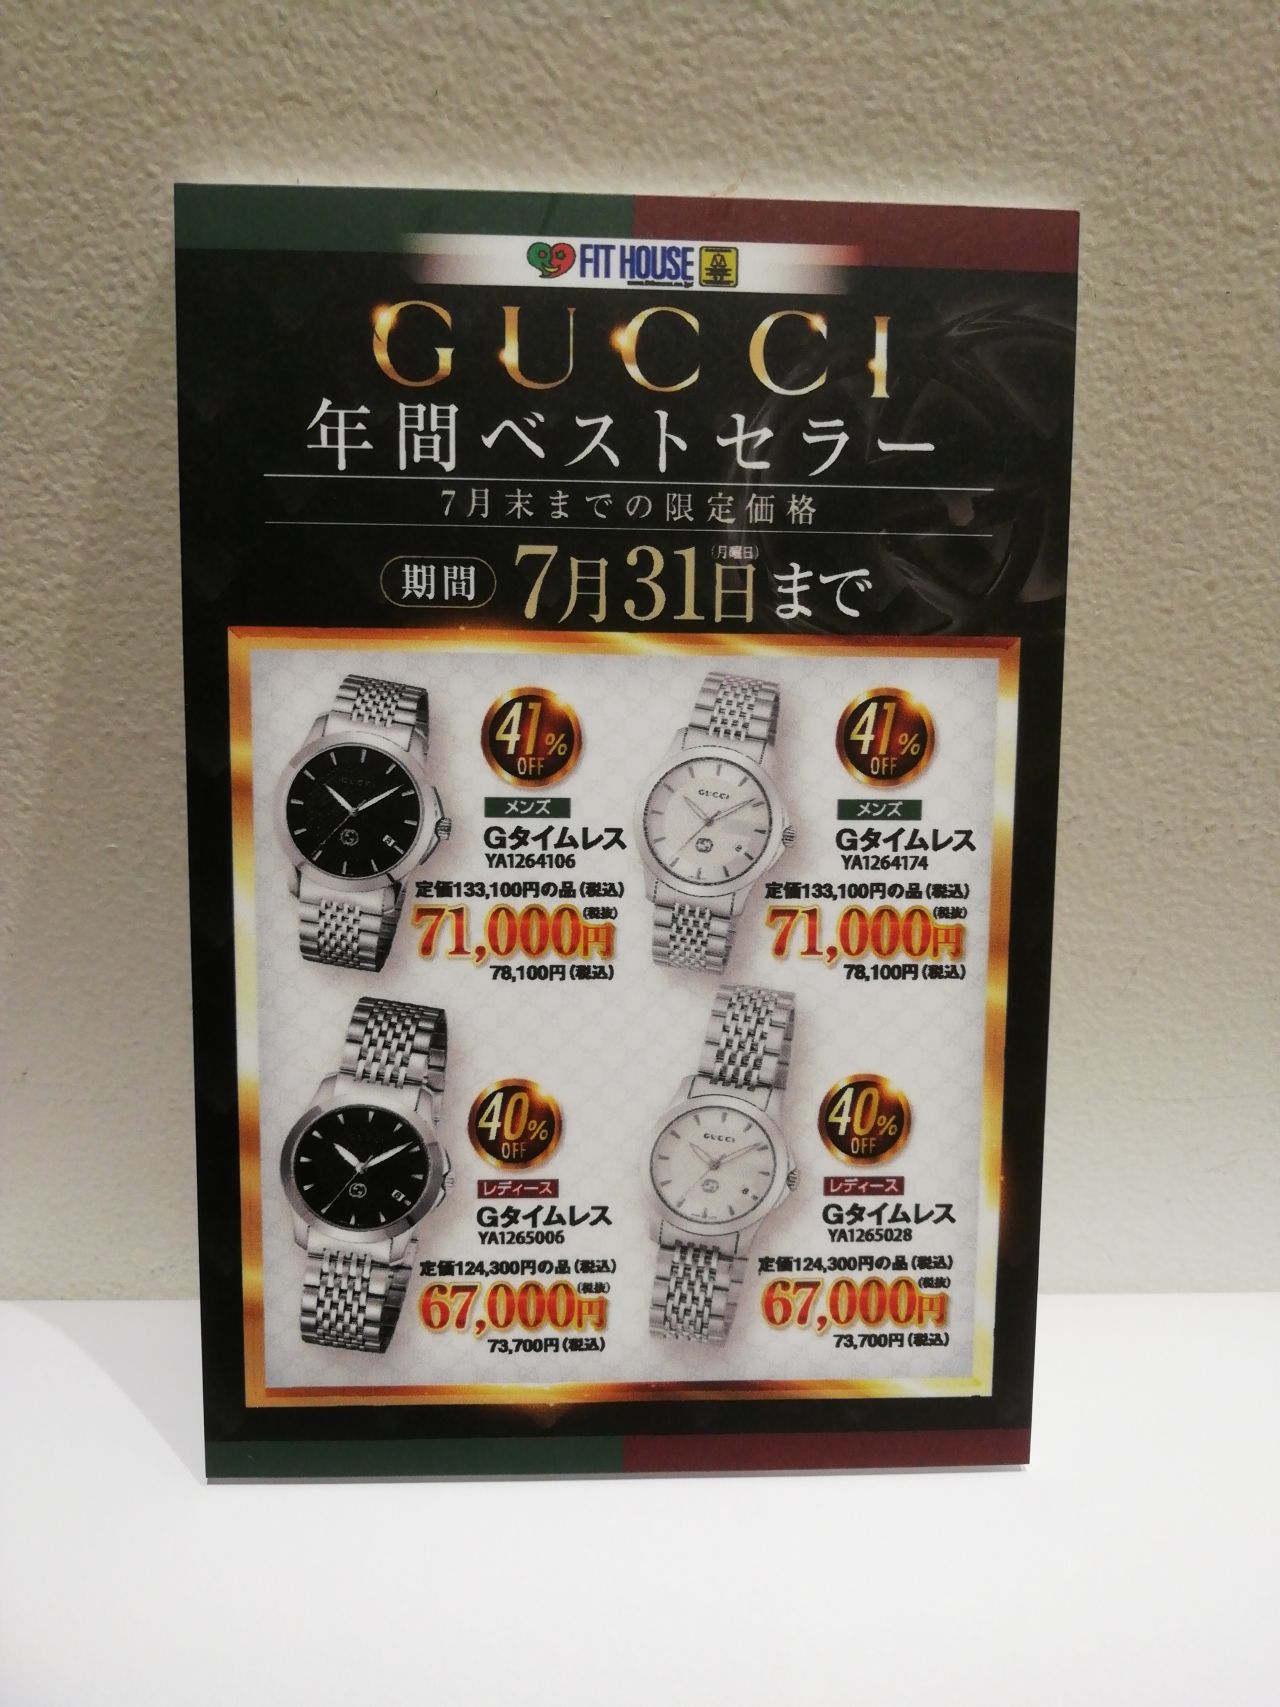 FIT HOUSE
GUCCI
年間ベストセラー
7月末までの限定価格
期間 7月31日(月曜日)まで
41%
OFF
メンズ
Gタイムレス
YA1264106
定価133,100円の品(税込)
71,000円(税抜)
78,100円(税込)
GUCCI
41%
OFF
メンズ
Gタイムレス
YA1264174
定価133,100円の品(税込)
71,000円(税抜)
78,100円(税込)
GUCCI
40%
OFF
レディース
Gタイムレス
YA1265006
定価124,300円の品(税込)
67,000円(税抜)
73,700円(税込)
GUCCI
40%
OFF
レディース
Gタイムレス
YA1265028
定価124,300円の品(税込)
67,000円(税抜)
73,700円(税込)